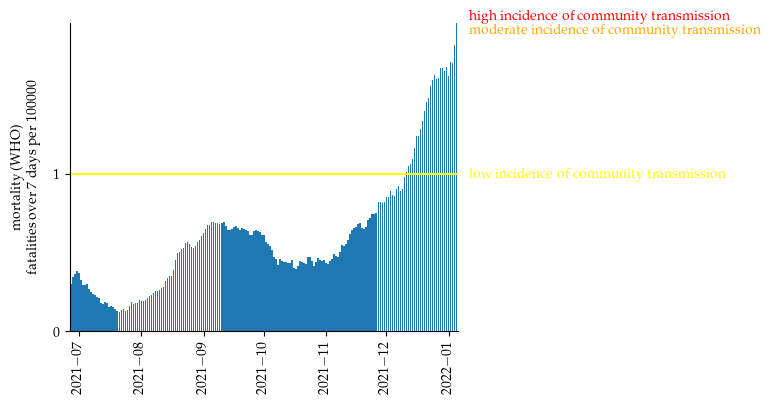 high incidence of community transmission
moderate incidence of community transmission
mortality (WHO)
fatalities over 7 days per 100000
1
low incidence of community transmission
0
2021−07
2021−08
2021−09
2021−10
2021−11
2021−12
2022−01